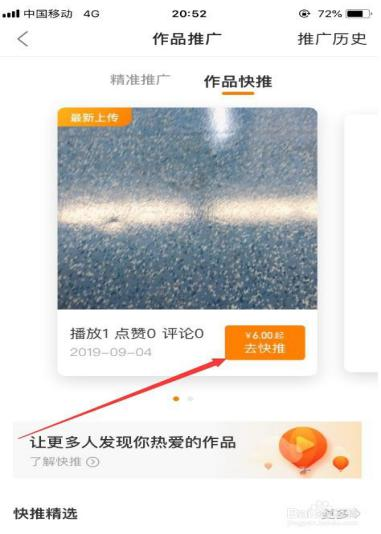 中国移动 4G 20:52 72%
作品推广 推广历史
精准推广 作品快推
最新上传
播放1 点赞0 评论0
2019-09-04
¥6.00起
去快推
让更多人发现你热爱的作品
了解快推
快推精选 更多